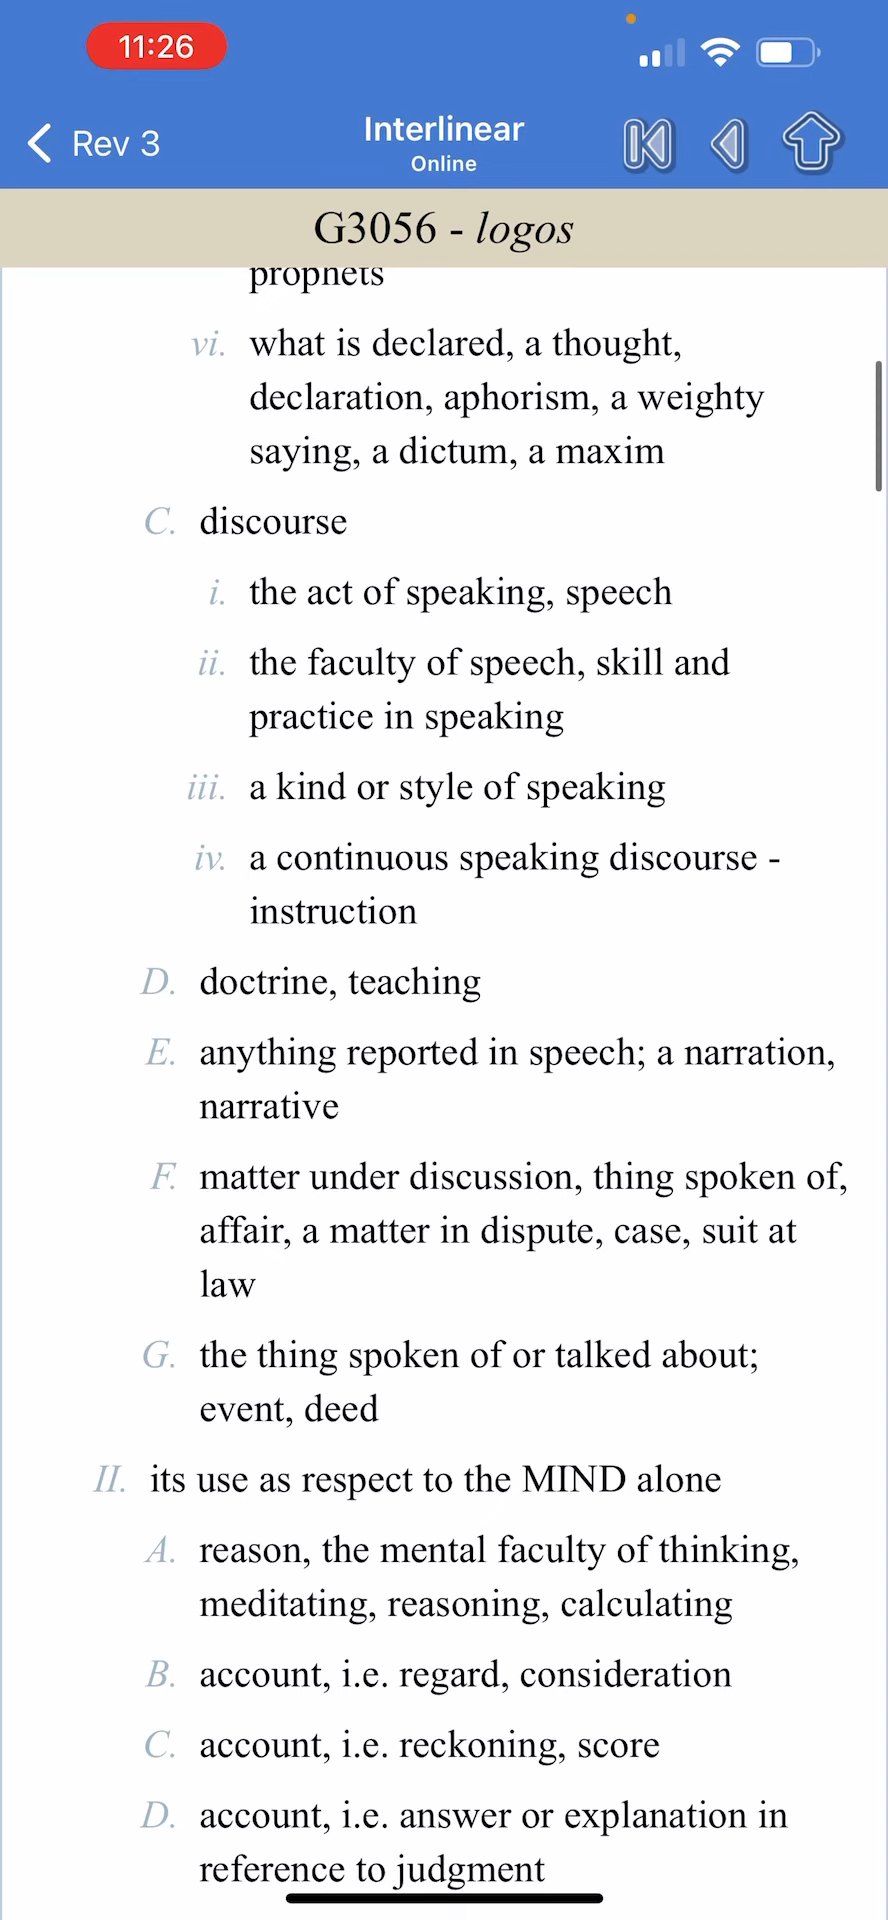 11:26
Rev 3
Interlinear
Online
G3056 - logos
prophets
vi. what is declared, a thought,
declaration, aphorism, a weighty
saying, a dictum, a maxim
C. discourse
i. the act of speaking, speech
ii. the faculty of speech, skill and
practice in speaking
iii. a kind or style of speaking
iv. a continuous speaking discourse -
instruction
D. doctrine, teaching
E. anything reported in speech; a narration,
narrative
F. matter under discussion, thing spoken of,
affair, a matter in dispute, case, suit at
law
G. the thing spoken of or talked about;
event, deed
II. its use as respect to the MIND alone
A. reason, the mental faculty of thinking,
meditating, reasoning, calculating
B. account, i.e. regard, consideration
C. account, i.e. reckoning, score
D. account, i.e. answer or explanation in
reference to judgment